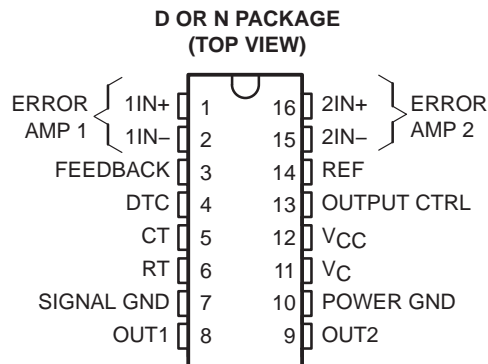 D OR N PACKAGE
(TOP VIEW)
ERROR AMP 1
1IN+ 1 16 2IN+
ERROR AMP 2
1IN− 2 15 2IN−
FEEDBACK 3 14 REF
DTC 4 13 OUTPUT CTRL
CT 5 12 VCC
RT 6 11 VC
SIGNAL GND 7 10 POWER GND
OUT1 8 9 OUT2